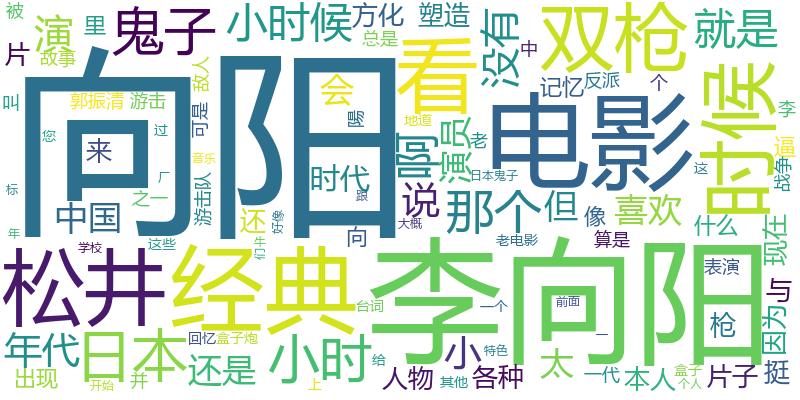 被
里
鬼子
小时候
方化
塑造
没有
双枪
就是
片
演
故事
总是
中
叫
郭振清
游击
敌人
看
会
记忆
反派
个
时候
向阳
可是
陽
啊
地道
演员
老
电影
李
逼
您
过
来
厂
音乐
时代
跟
说
日本鬼子
这
战争
标
中国
之一
游击队
还
好像
向
大概
那个
但
像
喜欢
什么
年
学校
这些
们
牛
老电影
算是
现在
松井
经典
李向阳
表演
与
台词
一个
前面
枪
因为
年代
日本
回忆
盒子炮
还是
小时
给
小
特色
太
一
一代
本人
盒子
片子
挺
出现
开始
并
上
人物
其他
各种
个人